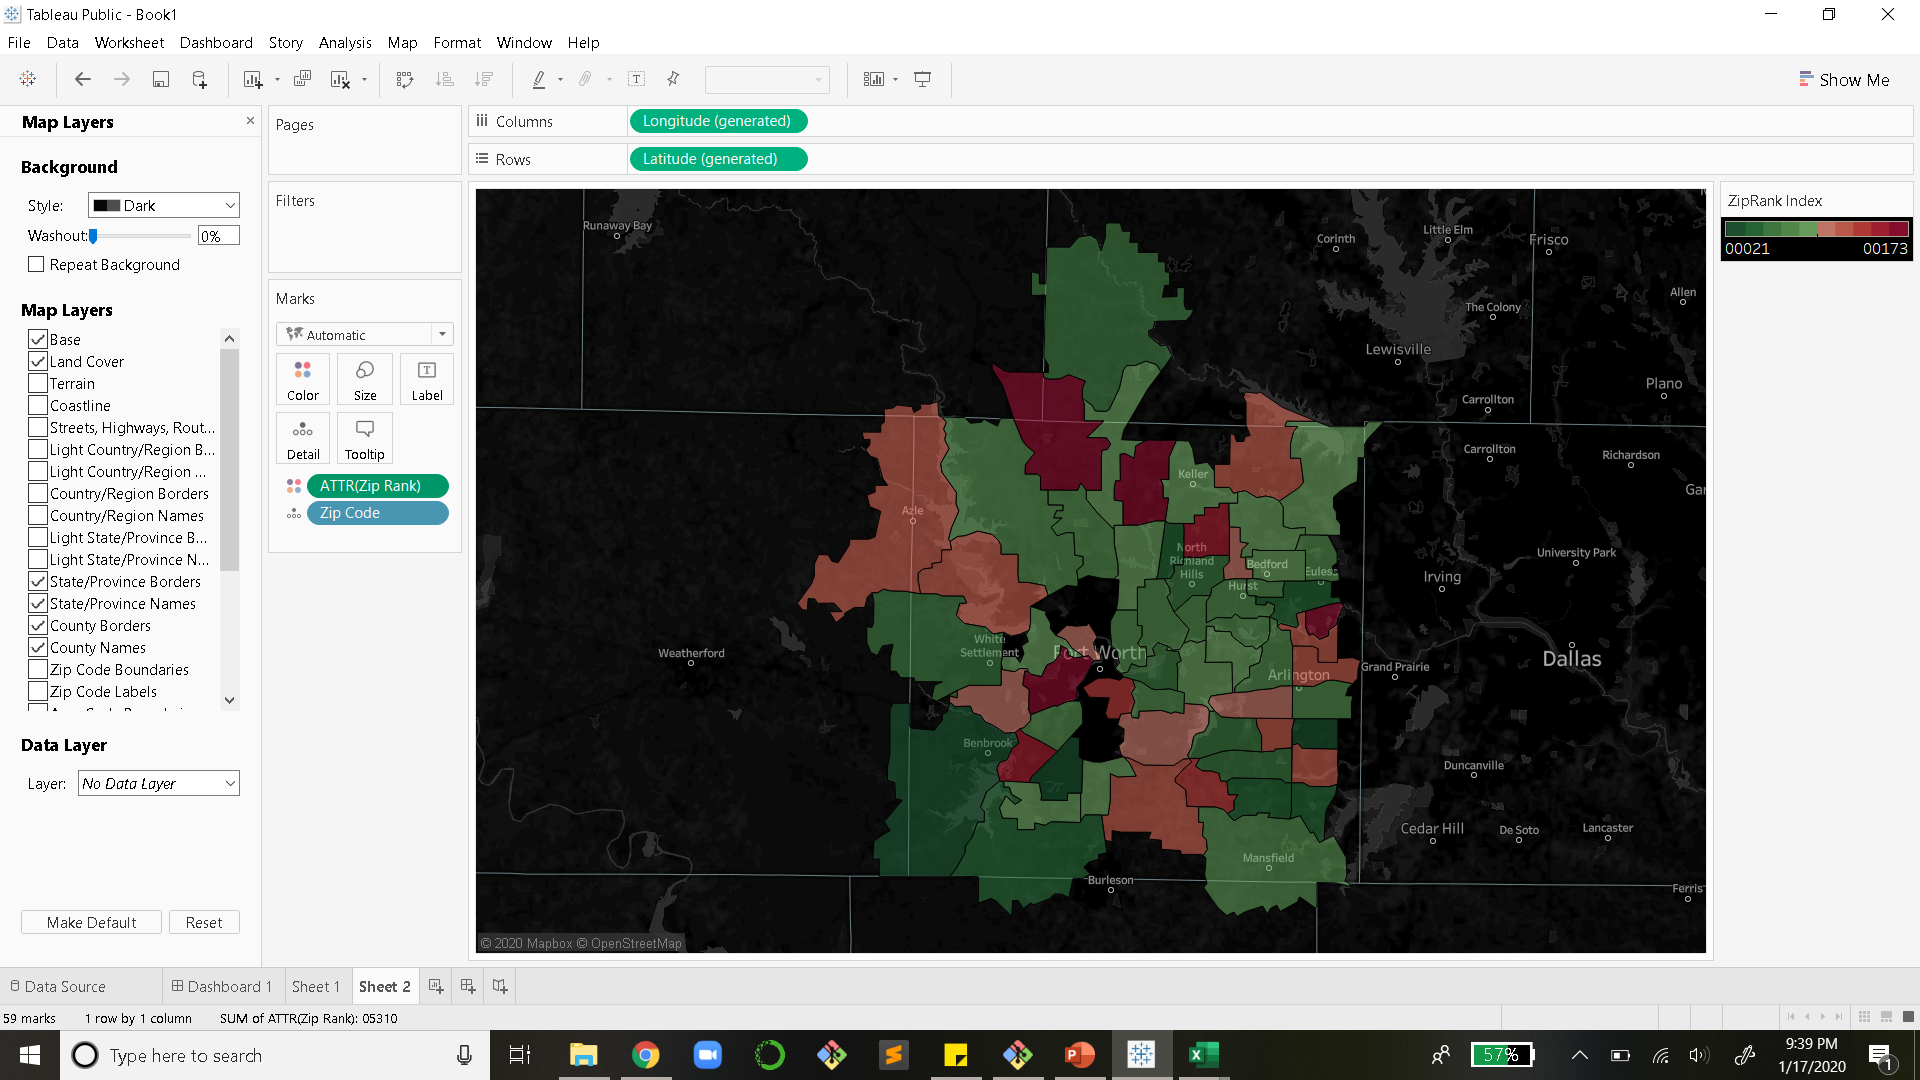 Tableau Public - Book1
File Data Worksheet Dashboard Story Analysis Map Format Window Help
Show Me
Map Layers
Background
Style: Dark
Washout: 0%
Repeat Background
Map Layers
Base
Land Cover
Terrain
Coastline
Streets, Highways, Rout...
Light Country/Region B...
Light Country/Region ...
Country/Region Borders
Country/Region Names
Light State/Province B...
Light State/Province N...
State/Province Borders
State/Province Names
County Borders
County Names
Zip Code Boundaries
Zip Code Labels
Data Layer
Layer: No Data Layer
Make Default Reset
Pages
Filters
Marks
Automatic
Color Size Label
Detail Tooltip
ATTR(Zip Rank)
Zip Code
Columns Longitude (generated)
Rows Latitude (generated)
Runaway Bay
Corinth
Little Elm
Frisco
Allen
The Colony
Lewisville
Plano
Carrollton
Carrollton
Richardson
Keller
Azle
North
Richland
Hills
Bedford
Euless
Hurst
University Park
Irving
White
Settlement
Weatherford
Fort Worth
Dallas
Grand Prairie
Arlington
Benbrook
Duncanville
Cedar Hill
De Soto
Lancaster
Mansfield
Burleson
Ferris
© 2020 Mapbox © OpenStreetMap
ZipRank Index
00021 00173
Data Source Dashboard 1 Sheet 1 Sheet 2
59 marks 1 row by 1 column SUM of ATTR(Zip Rank): 05310
Type here to search
57%
9:39 PM
1/17/2020
1